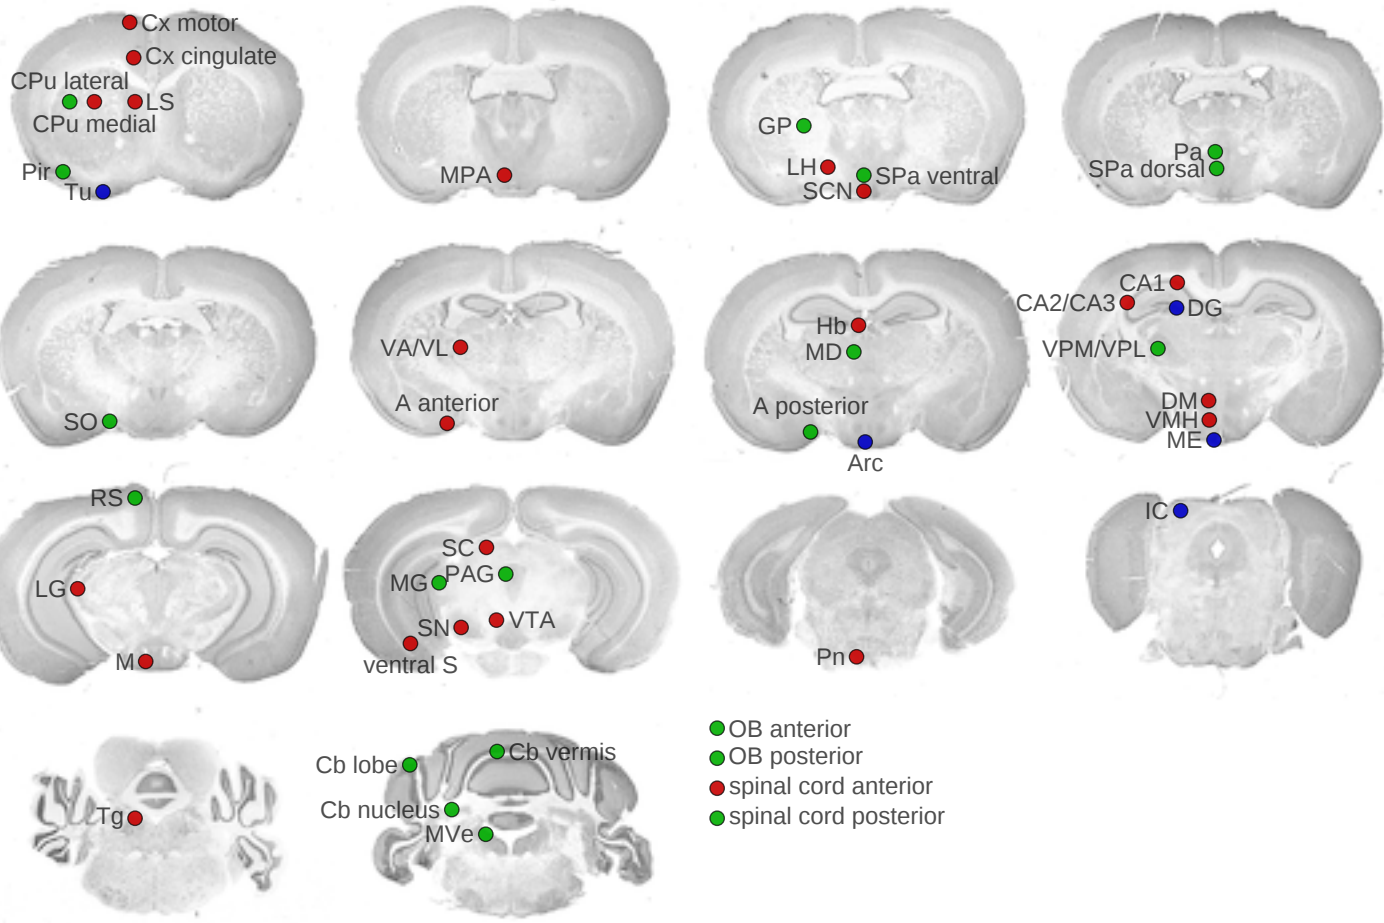 Cx motor
Cx cingulate
CPu lateral
LS
CPu medial
Pir
Tu
MPA
GP
LH
SPa ventral
SCN
Pa
SPa dorsal
SO
VA/VL
A anterior
Hb
MD
A posterior
Arc
CA1
CA2/CA3
DG
VPM/VPL
DM
VMH
ME
RS
LG
M
SC
MG
PAG
SN
VTA
ventral S
Pn
IC
Tg
Cb lobe
Cb vermis
Cb nucleus
MVe
OB anterior
OB posterior
spinal cord anterior
spinal cord posterior